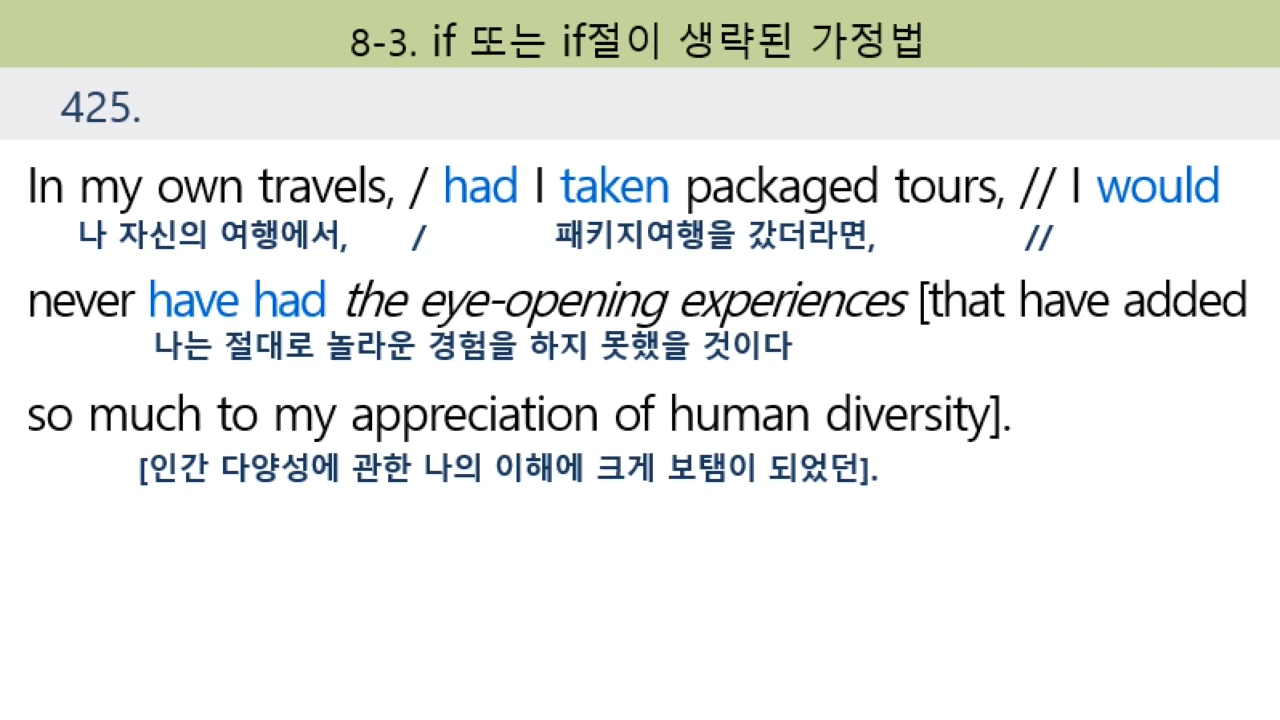 8-3. if 또는 if절이 생략된 가정법
425.
In my own travels, / had I taken packaged tours, // I would
나 자신의 여행에서, / 패키지여행을 갔더라면, //
never have had the eye-opening experiences [that have added
나는 절대로 놀라운 경험을 하지 못했을 것이다
so much to my appreciation of human diversity].
[인간 다양성에 관한 나의 이해에 크게 보탬이 되었던].